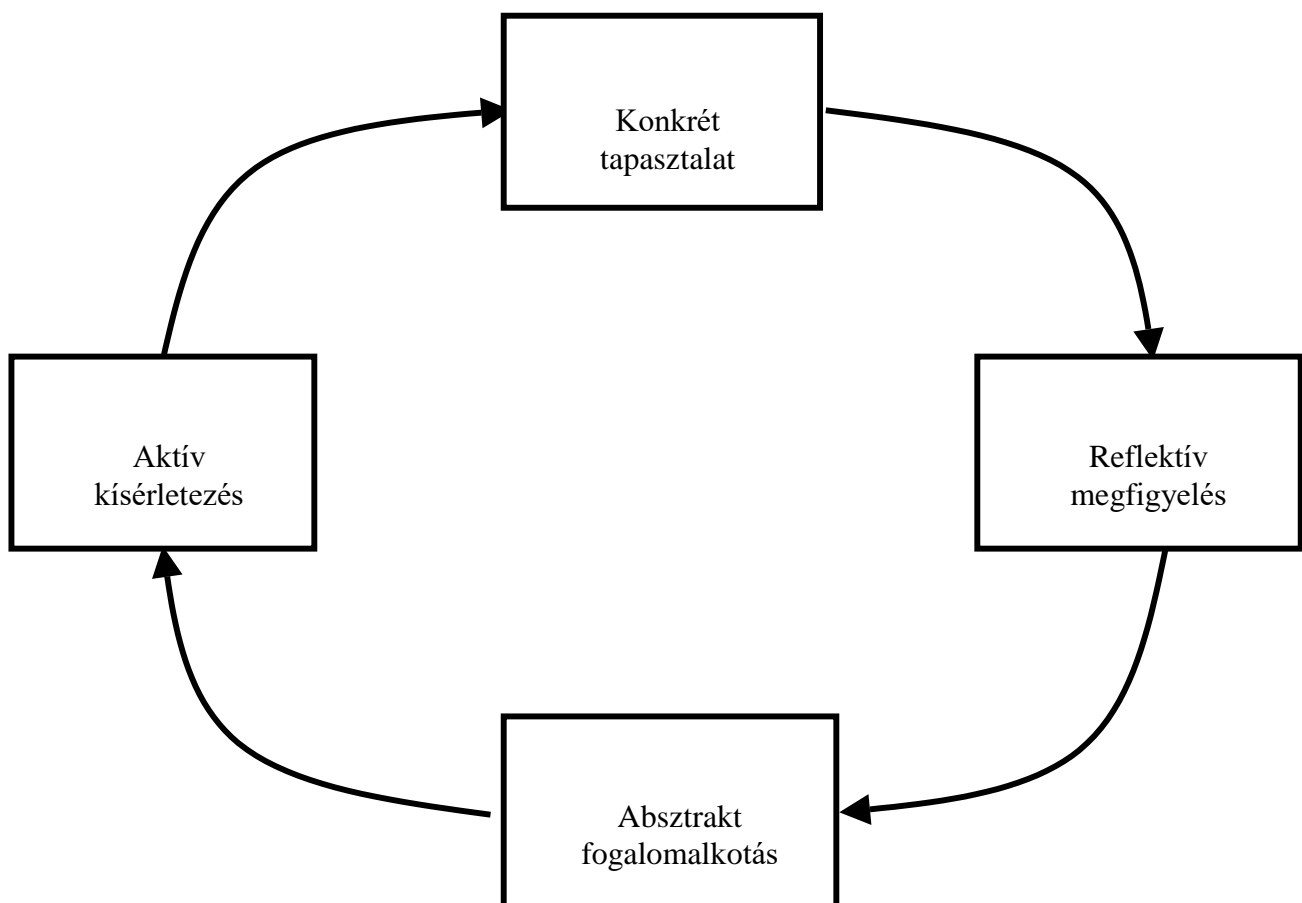 Konkrét
tapasztalat
Aktív
kísérletezés
Reflektív
megfigyelés
Absztrakt
fogalomalkotás